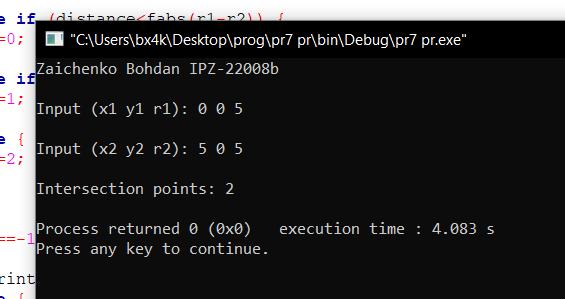 e if (distance<fabs(r1-r2)) {
=0;
"C:\Users\bx4k\Desktop\prog\pr7 pr\bin\Debug\pr7 pr.exe"
Zaichenko Bohdan IPZ-22008b
e if
=1;
Input (x1 y1 r1): 0 0 5
e {
Input (x2 y2 r2): 5 0 5
=2;
Intersection points: 2
==-1
Process returned 0 (0x0)   execution time : 4.083 s
Press any key to continue.
rint
e {